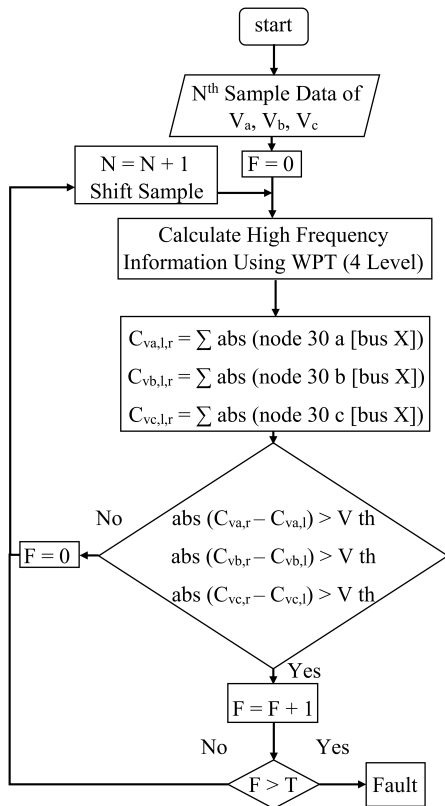 start
Nth Sample Data of
Va, Vb, Vc
F = 0
N = N + 1
Shift Sample
Calculate High Frequency
Information Using WPT (4 Level)
Cva,l,r = ∑ abs (node 30 a [bus X])
Cvb,l,r = ∑ abs (node 30 b [bus X])
Cvc,l,r = ∑ abs (node 30 c [bus X])
No
abs (Cva,r – Cva,l) > V th
abs (Cvb,r – Cvb,l) > V th
abs (Cvc,r – Cvc,l) > V th
F = 0
Yes
F = F + 1
No
Yes
F > T
Fault